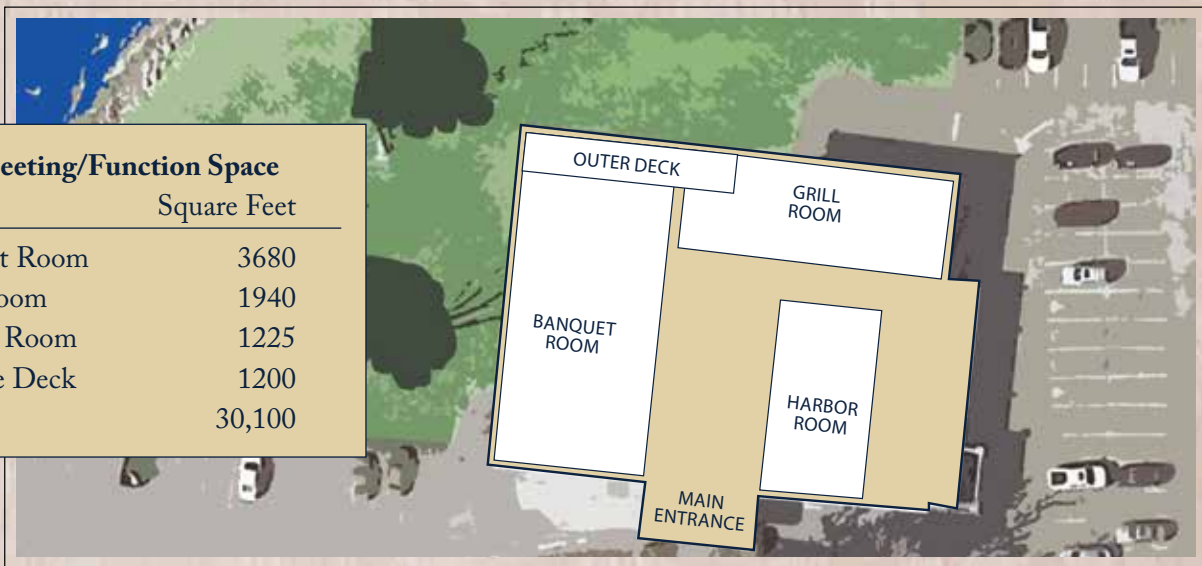 eeting/Function Space
Square Feet
t Room 3680
oom 1940
Room 1225
e Deck 1200
30,100
OUTER DECK
GRILL
ROOM
BANQUET
ROOM
HARBOR
ROOM
MAIN
ENTRANCE